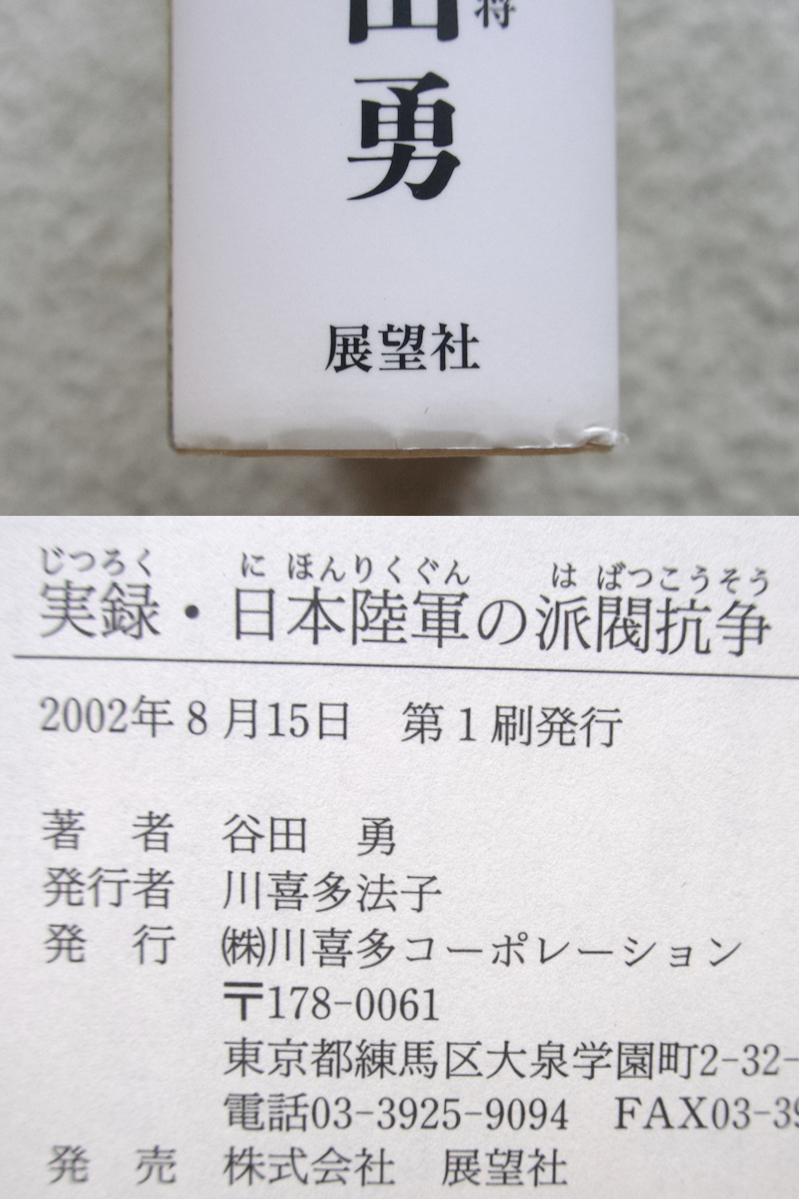 将
田勇
展望社
じつろく にほんりくぐん はばつこうそう
実録・日本陸軍の派閥抗争
2002年8月15日 第1刷発行
著 者 谷田 勇
発行者 川喜多法子
発 行 ㈱川喜多コーポレーション
〒178-0061
東京都練馬区大泉学園町2-32-
電話03-3925-9094 FAX03-39
発 売 株式会社 展望社